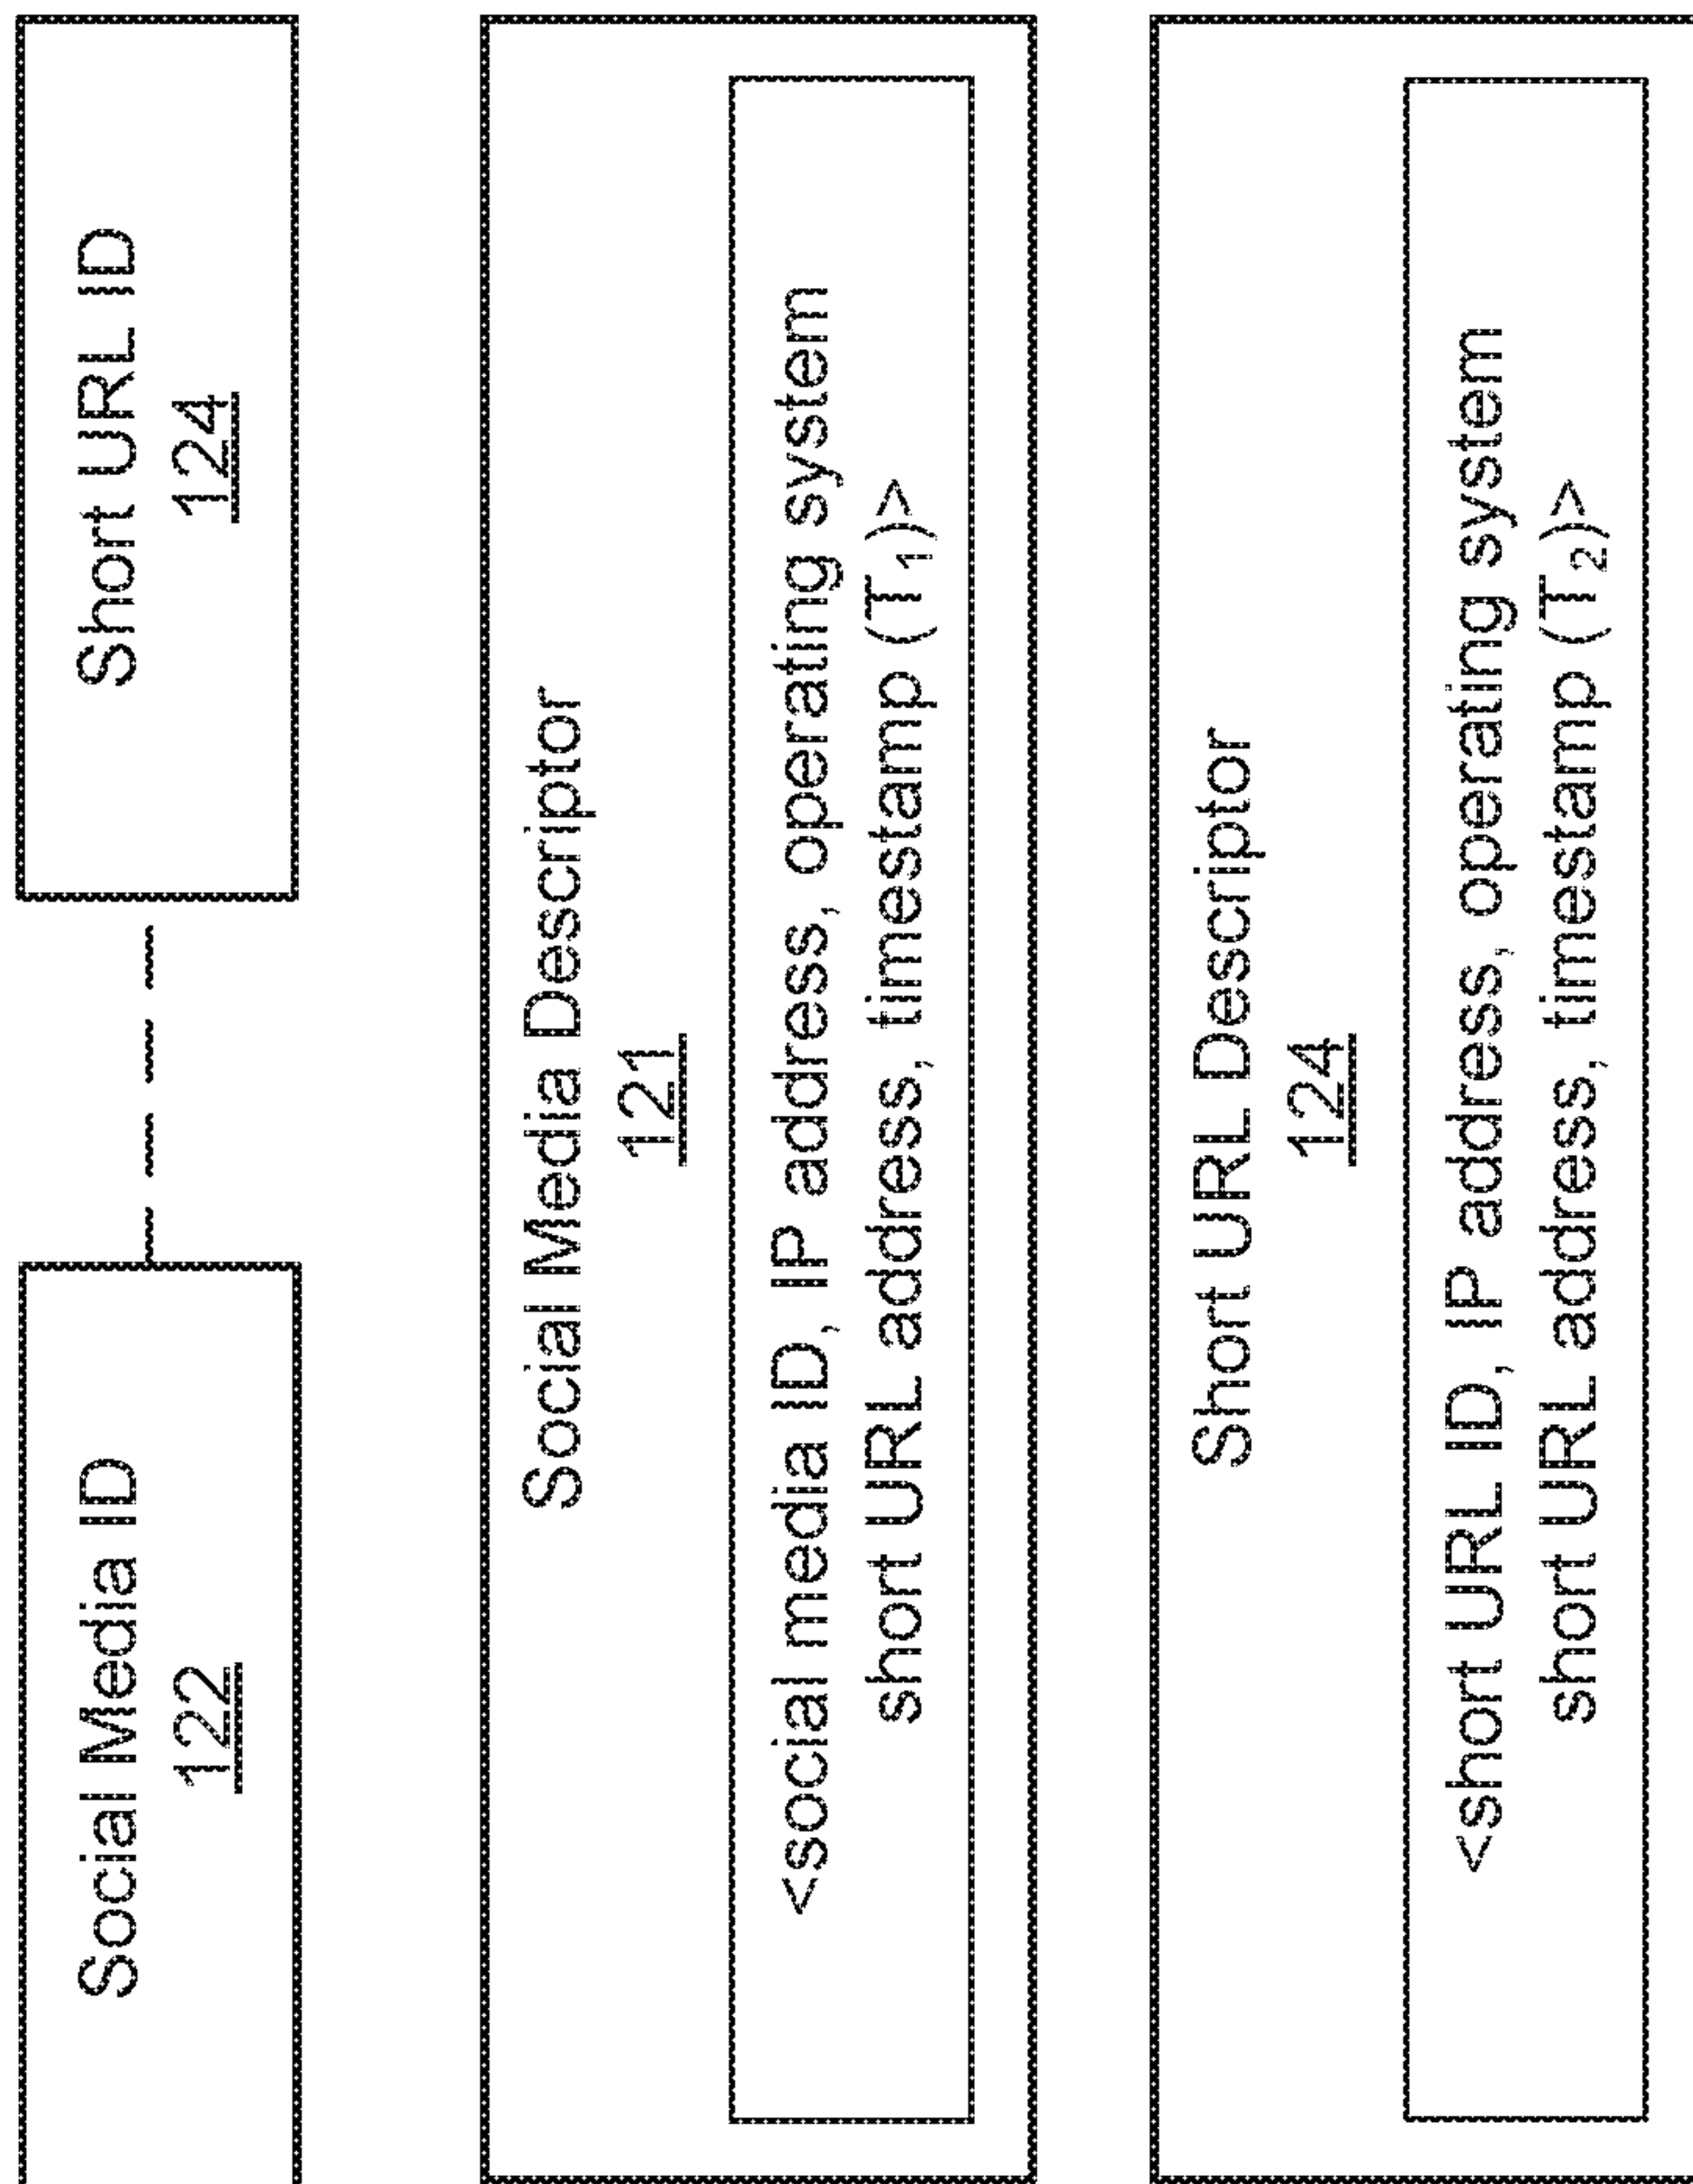 Social Media ID
122
Short URL ID
124
Social Media Descriptor
121
<social media ID, IP address, operating system
short URL address, timestamp (T₁)>
Short URL Descriptor
124
<short URL ID, IP address, operating system
short URL address, timestamp (T₂)>